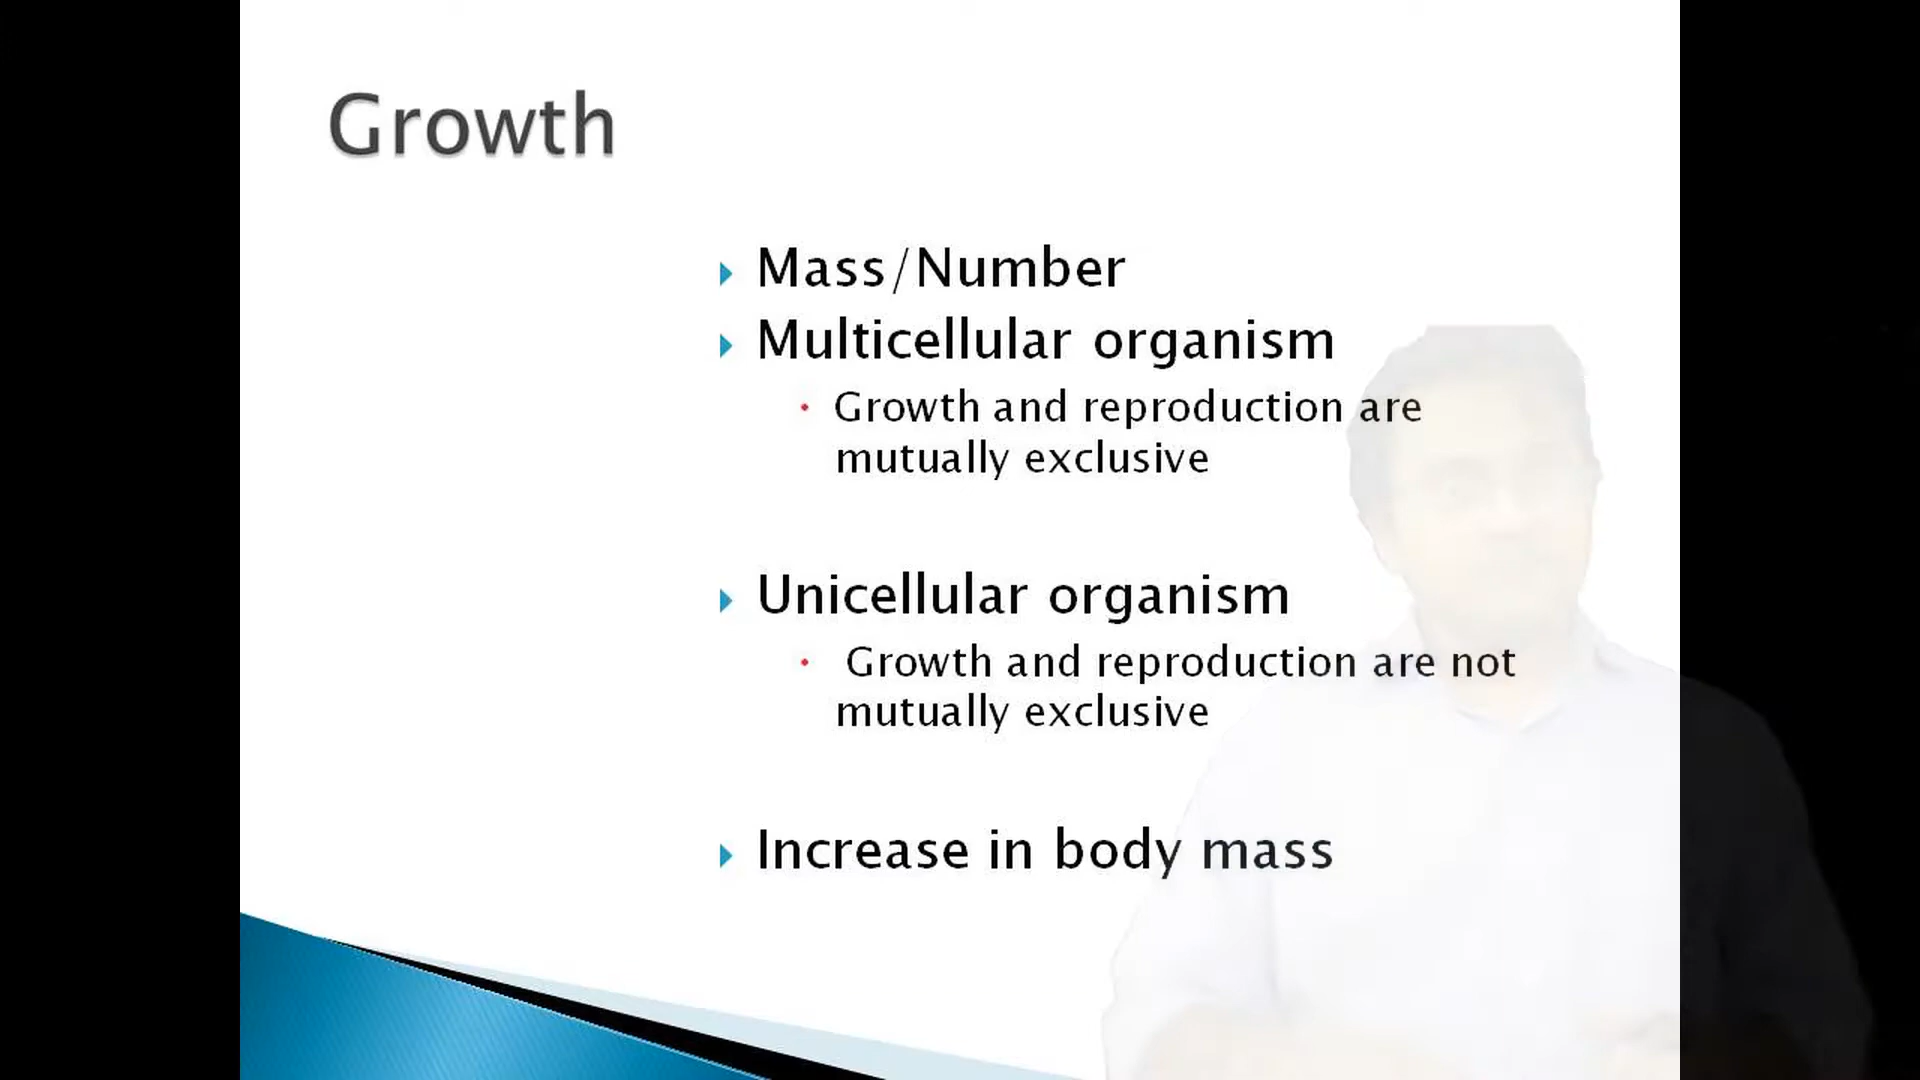 Growth
Mass/Number
Multicellular organism
Growth and reproduction are
mutually exclusive
Unicellular organism
Growth and reproduction are not
mutually exclusive
Increase in body mass